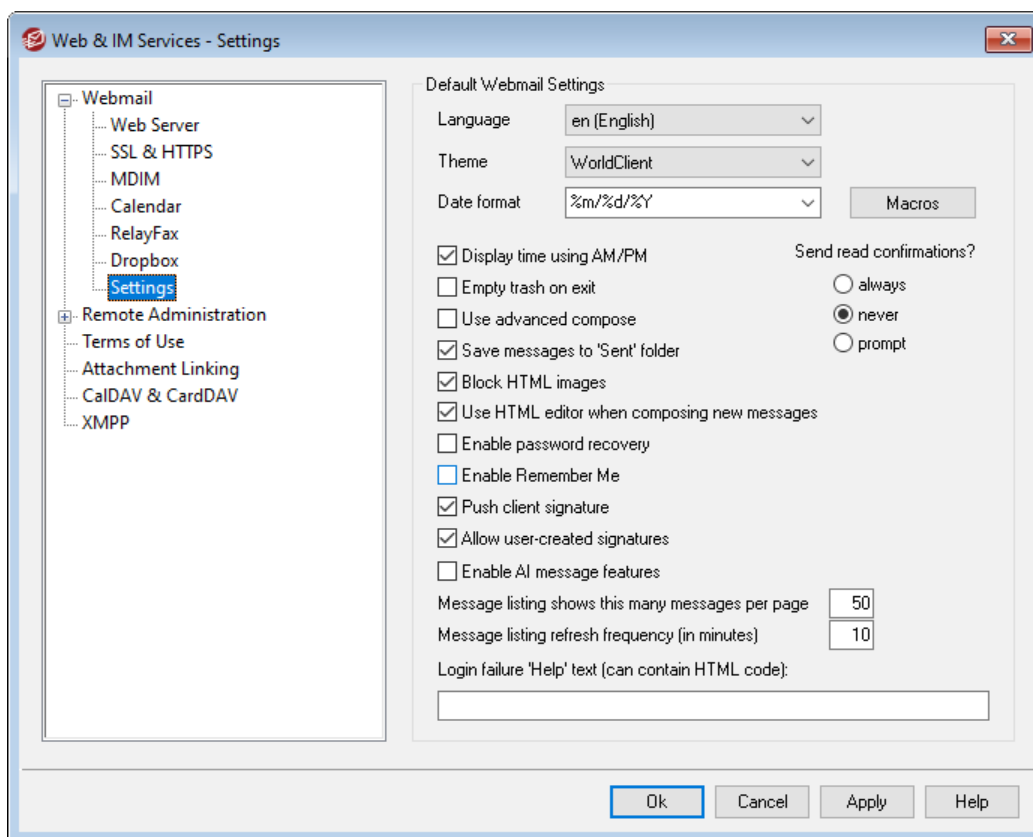 Web & IM Services - Settings
Webmail
Web Server
SSL & HTTPS
MDIM
Calendar
RelayFax
Dropbox
Settings
Remote Administration
Terms of Use
Attachment Linking
CalDAV & CardDAV
XMPP
Default Webmail Settings
Language en (English)
Theme WorldClient
Date format %m/%d/%Y Macros
Display time using AM/PM
Empty trash on exit
Use advanced compose
Save messages to 'Sent' folder
Block HTML images
Use HTML editor when composing new messages
Enable password recovery
Enable Remember Me
Push client signature
Allow user-created signatures
Enable AI message features
Send read confirmations?
always
never
prompt
Message listing shows this many messages per page 50
Message listing refresh frequency (in minutes) 10
Login failure 'Help' text (can contain HTML code):
Ok Cancel Apply Help